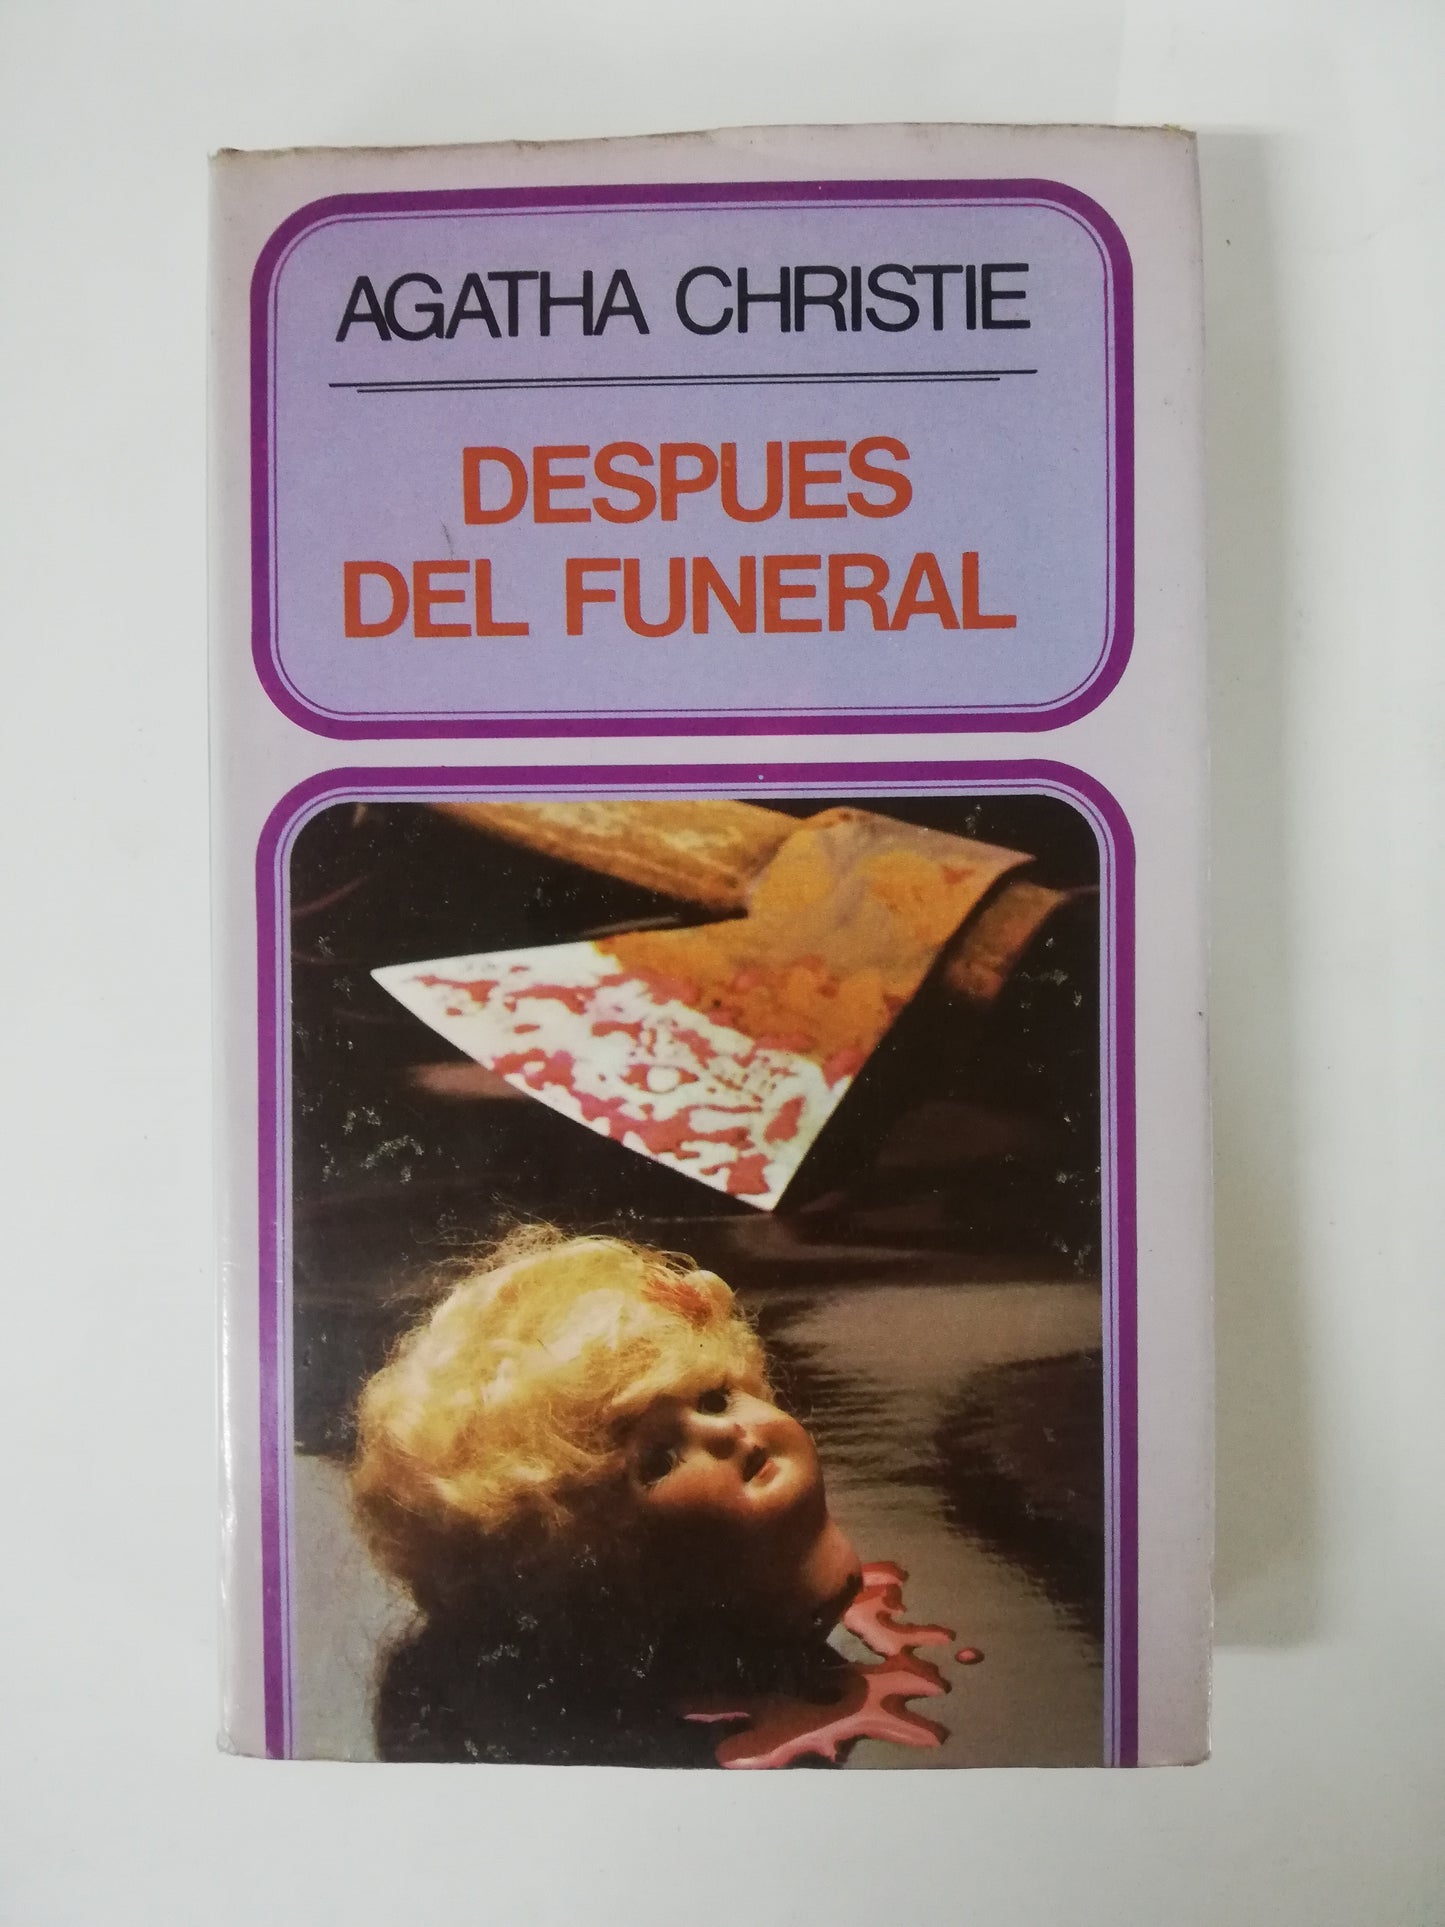 AGATHA CHRISTIE
DESPUES
DEL FUNERAL